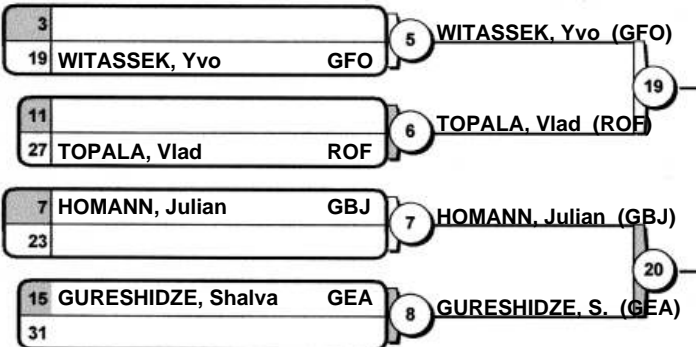 3
5 WITASSEK, Yvo (GFO)
19 WITASSEK, Yvo GFO
19
11
6 TOPALA, Vlad (ROF)
27 TOPALA, Vlad ROF
7 HOMANN, Julian GBJ
7 HOMANN, Julian (GBJ)
23
20
15 GURESHIDZE, Shalva GEA
8 GURESHIDZE, S. (GEA)
31